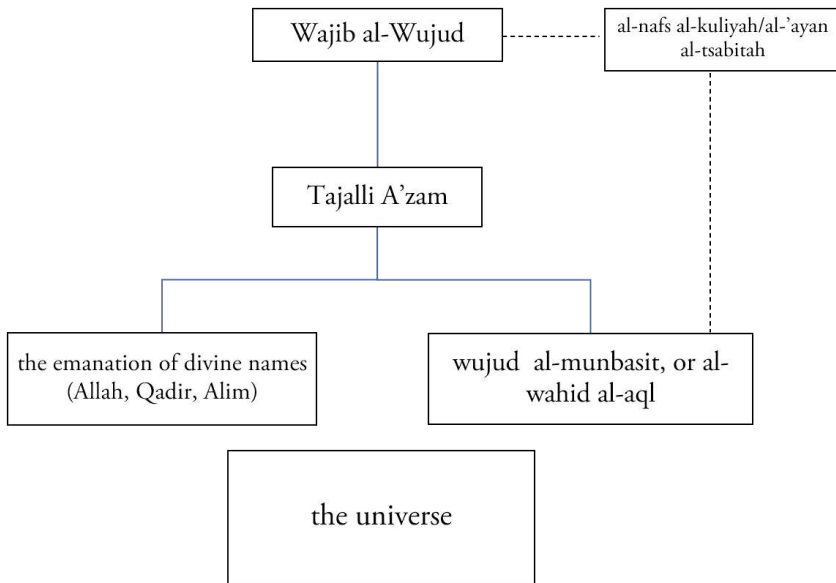 Wajib al-Wujud
al-nafs al-kuliyah/al-’ayan
al-tsabitah
Tajalli A’zam
the emanation of divine names
(Allah, Qadir, Alim)
wujud al-munbasit, or al-
wahid al-aql
the universe